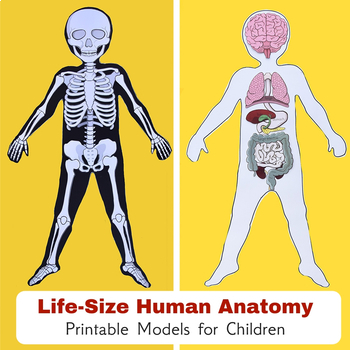 Life-Size Human Anatomy
Printable Models for Children